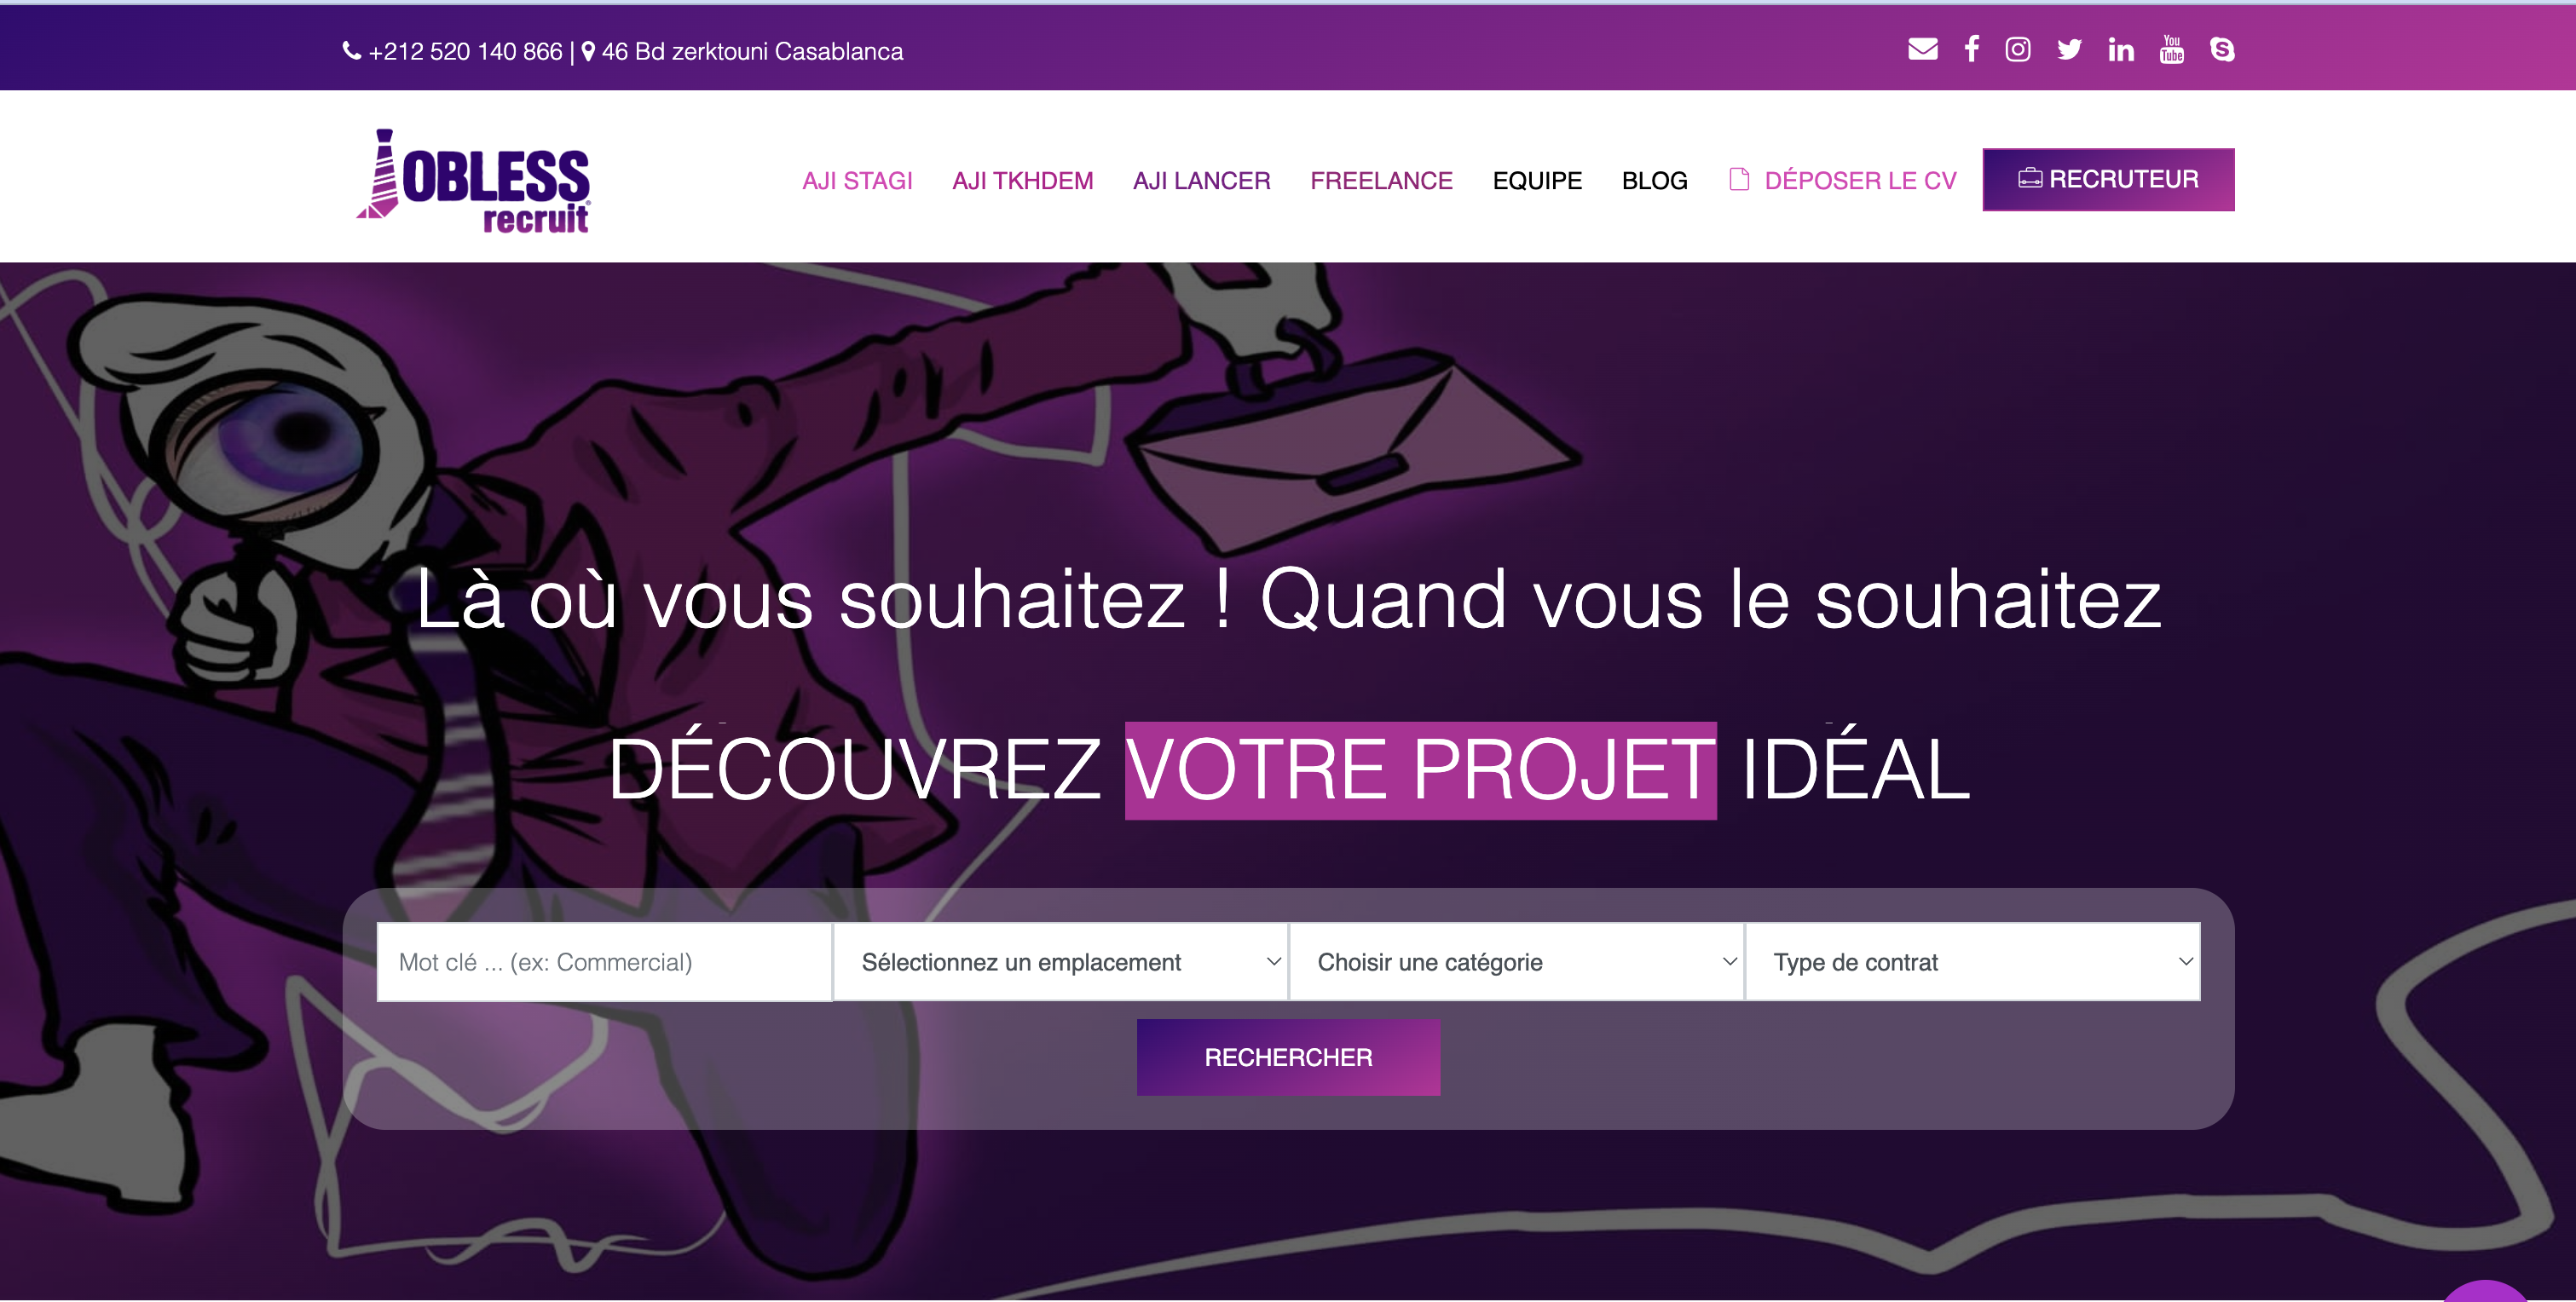 +212 520 140 866 | 46 Bd zerktouni Casablanca
You Tube
JOBLESS
recruit
AJI STAGI AJI TKHDEM AJI LANCER FREELANCE EQUIPE BLOG DÉPOSER LE CV RECRUTEUR
Là où vous souhaitez ! Quand vous le souhaitez
DÉCOUVREZ VOTRE PROJET IDÉAL
Mot clé ... (ex: Commercial) Sélectionnez un emplacement Choisir une catégorie Type de contrat
RECHERCHER